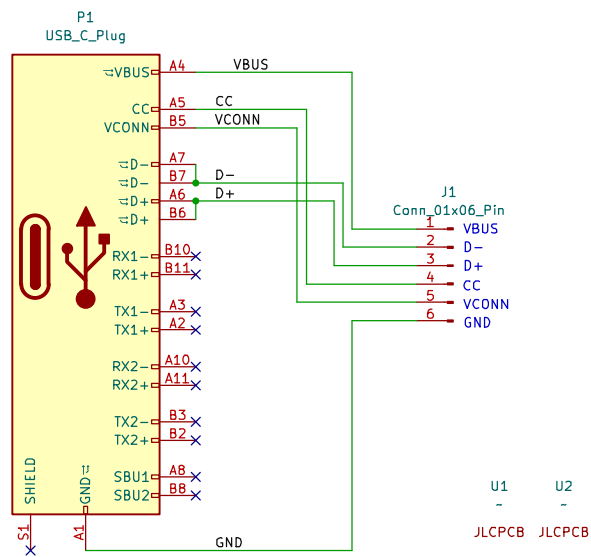 P1
USB_C_Plug
VBUS A4 VBUS
CC A5 CC
VCONN B5 VCONN
D- A7
D- B7 D-
D+ A6 D+
D+ B6
RX1- B10
RX1+ B11
TX1- A3
TX1+ A2
RX2- A10
RX2+ A11
TX2- B3
TX2+ B2
SBU1 A8
SBU2 B8
SHIELD
GND
S1
A1
GND
J1
Conn_01x06_Pin
1 VBUS
2 D-
3 D+
4 CC
5 VCONN
6 GND
U1
~
JLCPCB
U2
~
JLCPCB